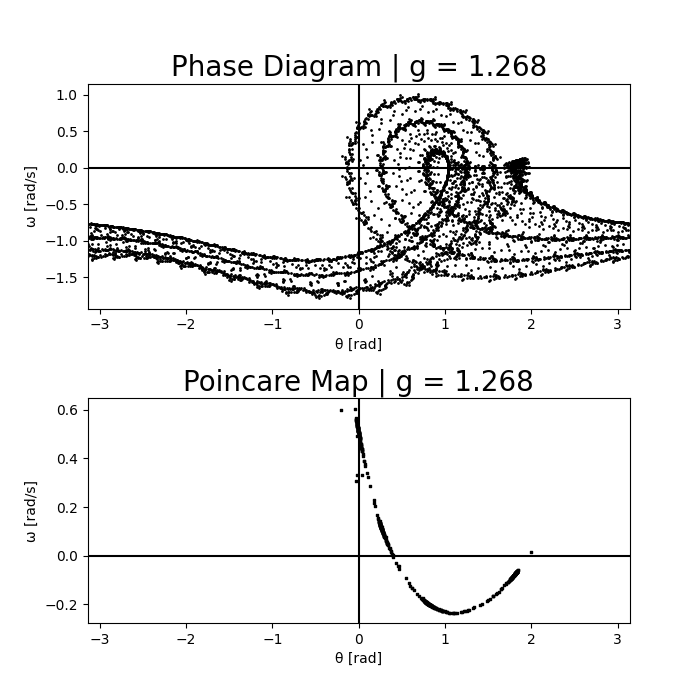 Phase Diagram | g = 1.268
1.0
0.5
0.0
−0.5
−1.0
−1.5
ω [rad/s]
−3 −2 −1 0 1 2 3
θ [rad]
Poincare Map | g = 1.268
0.6
0.4
0.2
0.0
−0.2
ω [rad/s]
−3 −2 −1 0 1 2 3
θ [rad]